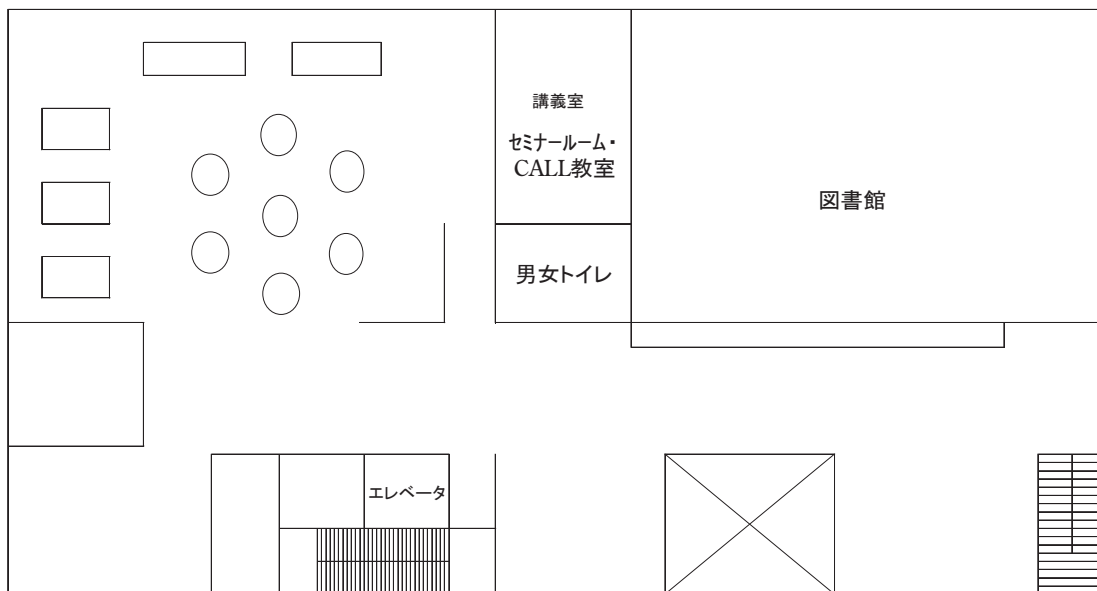 講義室
セミナールーム・
CALL教室
図書館
男女トイレ
エレベータ